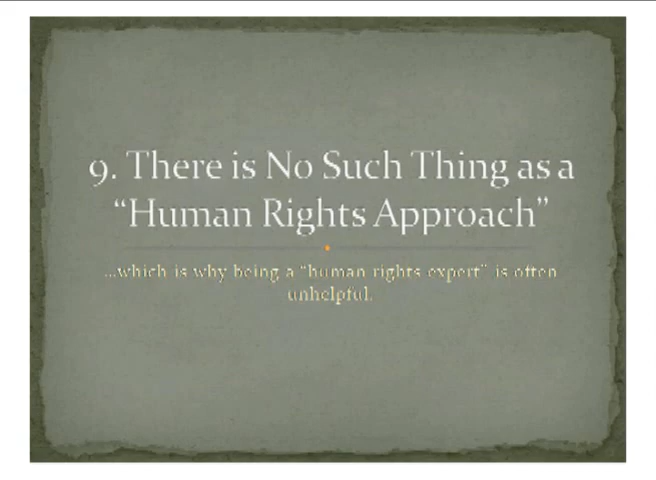 9. There is No Such Thing as a
“Human Rights Approach”
...which is why being a “human rights expert” is often
unhelpful.